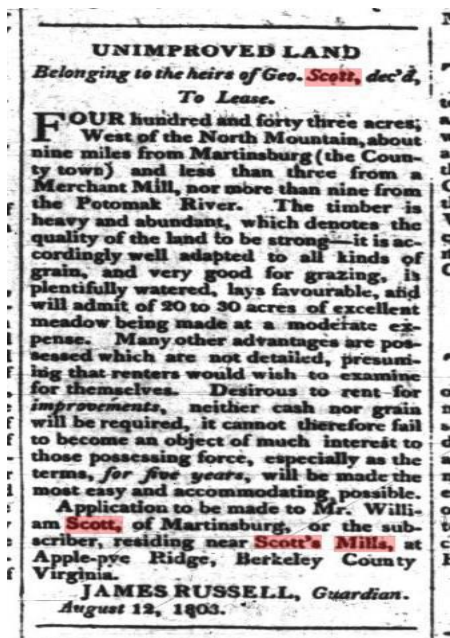 UNIMPROVED LAND
Belonging to the heirs of Geo. Scott, dec'd,
To Lease.
FOUR hundred and forty three acres,
West of the North Mountain, about
nine miles from Martinsburg (the Coun-
ty town) and less than three from a
Merchant Mill, nor more than nine from
the Potomak River. The timber is
heavy and abundant, which denotes the
quality of the land to be strong—it is ac-
cordingly well adapted to all kinds of
grain, and very good for grazing, is
plentifully watered, lays favourable, and
will admit of 20 to 30 acres of excellent
meadow being made at a moderate ex-
pense. Many other advantages are pos-
sessed which are not detailed, presum-
ing that renters would wish to examine
for themselves. Desirous to rent for
improvements, neither cash nor grain
will be required, it cannot therefore fail
to become an object of much interest to
those possessing force, especially as the
terms, for five years, will be made the
most easy and accommodating possible.
Application to be made to Mr. Willi-
am Scott, of Martinsburg, or the sub-
scriber, residing near Scott's Mills, at
Apple-pye Ridge, Berkeley County
Virginia.
JAMES RUSSELL, Guardian.
August 12, 1803.